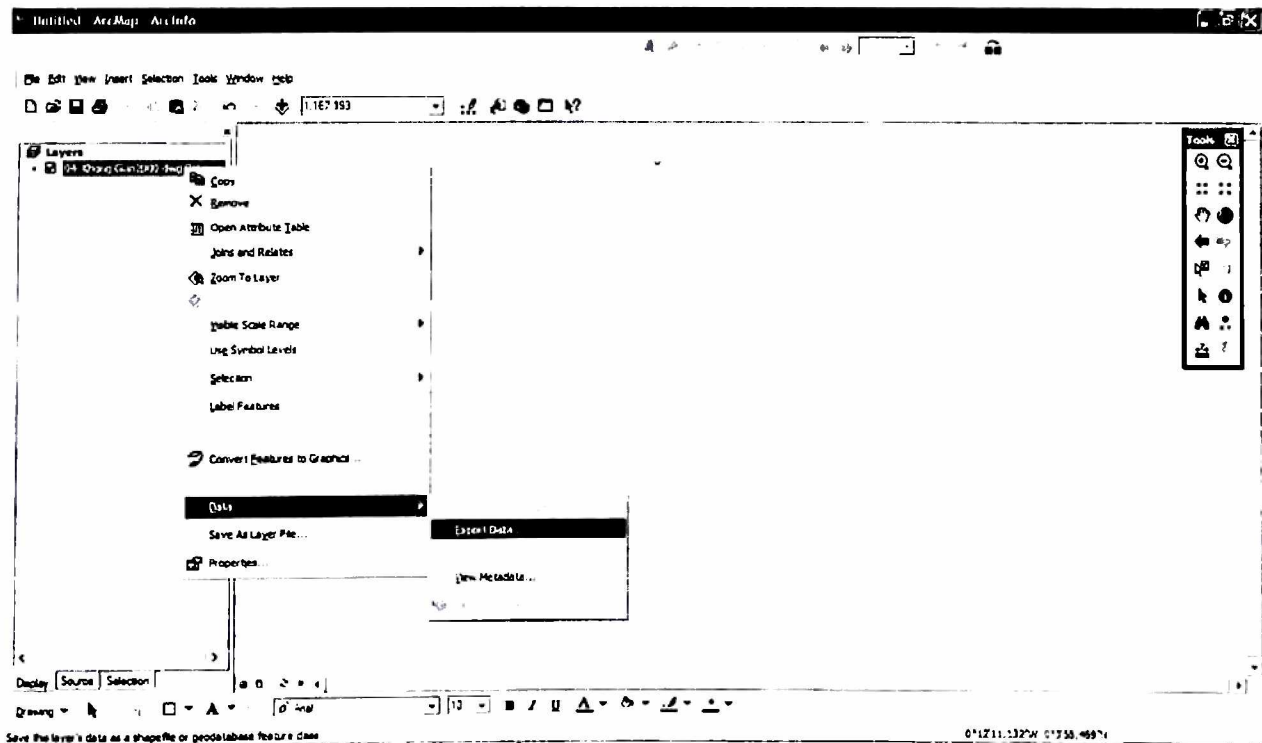 Untitled ArcMap ArcInfo
File Edit View Insert Selection Tools Window Help
1:167,393
Layers
Tools
Copy
Remove
Open Attribute Table
Joins and Relates
Zoom To Layer
Visible Scale Range
Use Symbol Levels
Selection
Label Features
Convert Features to Graphics...
Data
Export Data
Save As Layer File...
View Metadata...
Properties...
Display Source Selection
Drawing A Arial 10 B I U A
Save the layer's data as a shapefile or geodatabase feature class